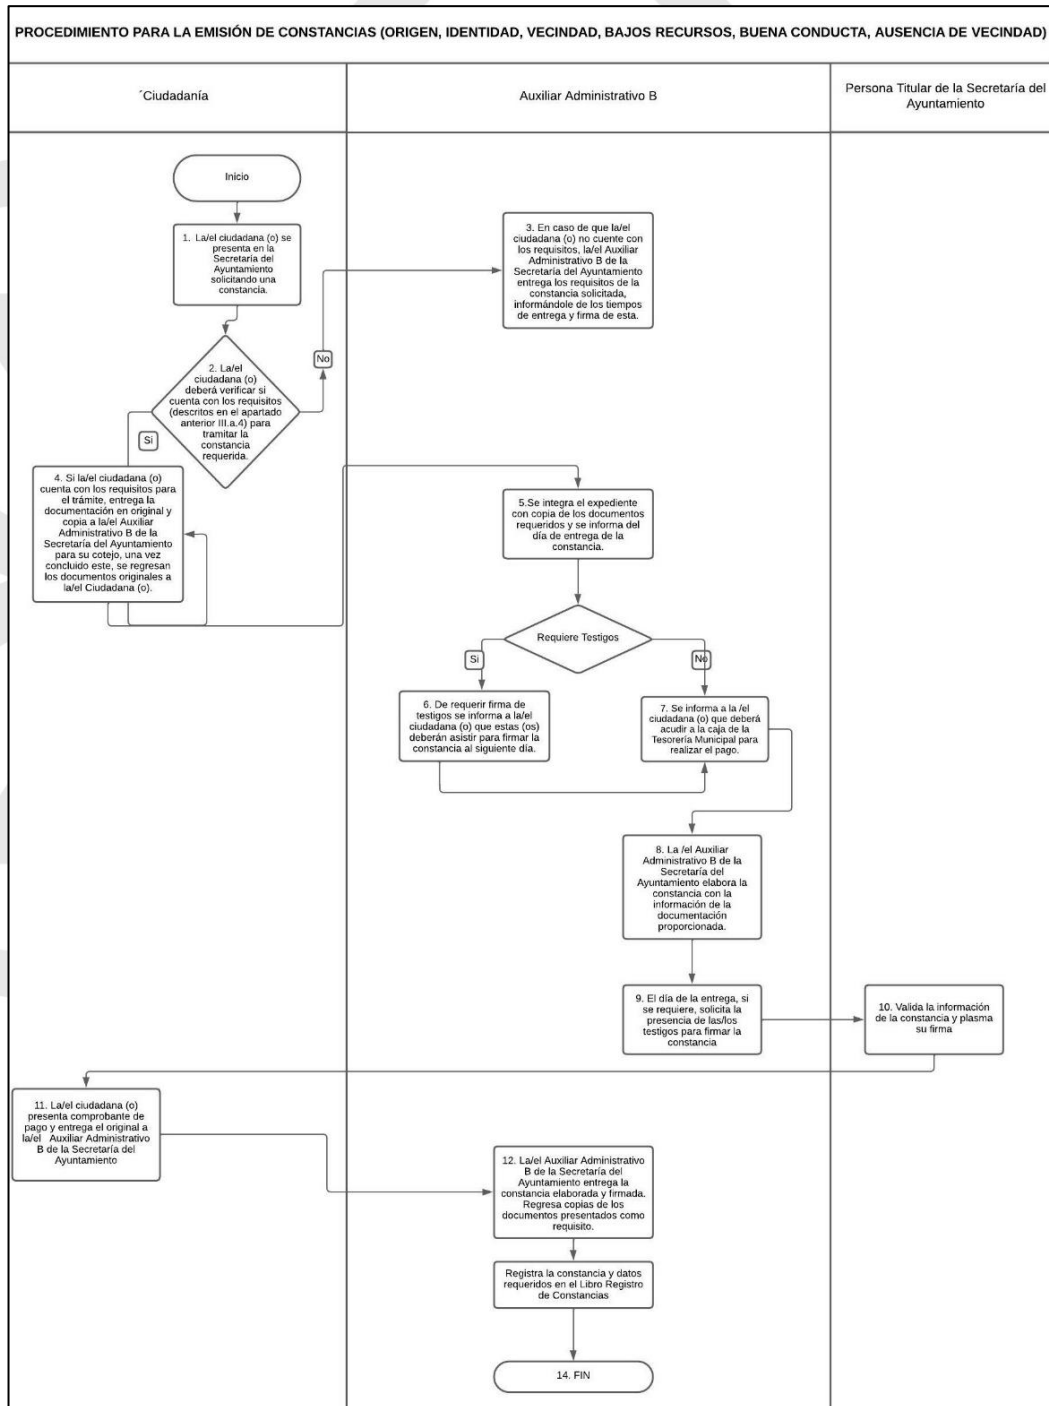 PROCEDIMIENTO PARA LA EMISIÓN DE CONSTANCIAS (ORIGEN, IDENTIDAD, VECINDAD, BAJOS RECURSOS, BUENA CONDUCTA, AUSENCIA DE VECINDAD)
´Ciudadanía
Auxiliar Administrativo B
Persona Titular de la Secretaría del
Ayuntamiento
Inicio
1. La/el ciudadana (o) se
presenta en la
Secretaría del
Ayuntamiento
solicitando una
constancia.
2. La/el
ciudadana (o)
deberá verificar si
cuenta con los requisitos
(descritos en el apartado
anterior III.a.4) para
tramitar la
constancia
requerida.
No
Si
3. En caso de que la/el
ciudadana (o) no cuente con
los requisitos, la/el Auxiliar
Administrativo B de la
Secretaría del Ayuntamiento
entrega los requisitos de la
constancia solicitada,
informándole de los tiempos
de entrega y firma de esta.
4. Si la/el ciudadana (o)
cuenta con los requisitos para
el trámite, entrega la
documentación en original y
copia a la/el Auxiliar
Administrativo B de la
Secretaría del Ayuntamiento
para su cotejo, una vez
concluido este, se regresan
los documentos originales a
la/el Ciudadana (o).
5.Se integra el expediente
con copia de los documentos
requeridos y se informa del
día de entrega de la
constancia.
Requiere Testigos
Si
No
6. De requerir firma de
testigos se informa a la/el
ciudadana (o) que estas (os)
deberán asistir para firmar la
constancia al siguiente día.
7. Se informa a la /el
ciudadana (o) que deberá
acudir a la caja de la
Tesorería Municipal para
realizar el pago.
8. La /el Auxiliar
Administrativo B de la
Secretaría del
Ayuntamiento elabora la
constancia con la
información de la
documentación
proporcionada.
9. El día de la entrega, si
se requiere, solicita la
presencia de las/los
testigos para firmar la
constancia
10. Valida la información
de la constancia y plasma
su firma
11. La/el ciudadana (o)
presenta comprobante de
pago y entrega el original a
la/el Auxiliar Administrativo
B de la Secretaría del
Ayuntamiento
12. La/el Auxiliar Administrativo
B de la Secretaría del
Ayuntamiento entrega la
constancia elaborada y firmada.
Regresa copias de los
documentos presentados como
requisito.
Registra la constancia y datos
requeridos en el Libro Registro
de Constancias
14. FIN